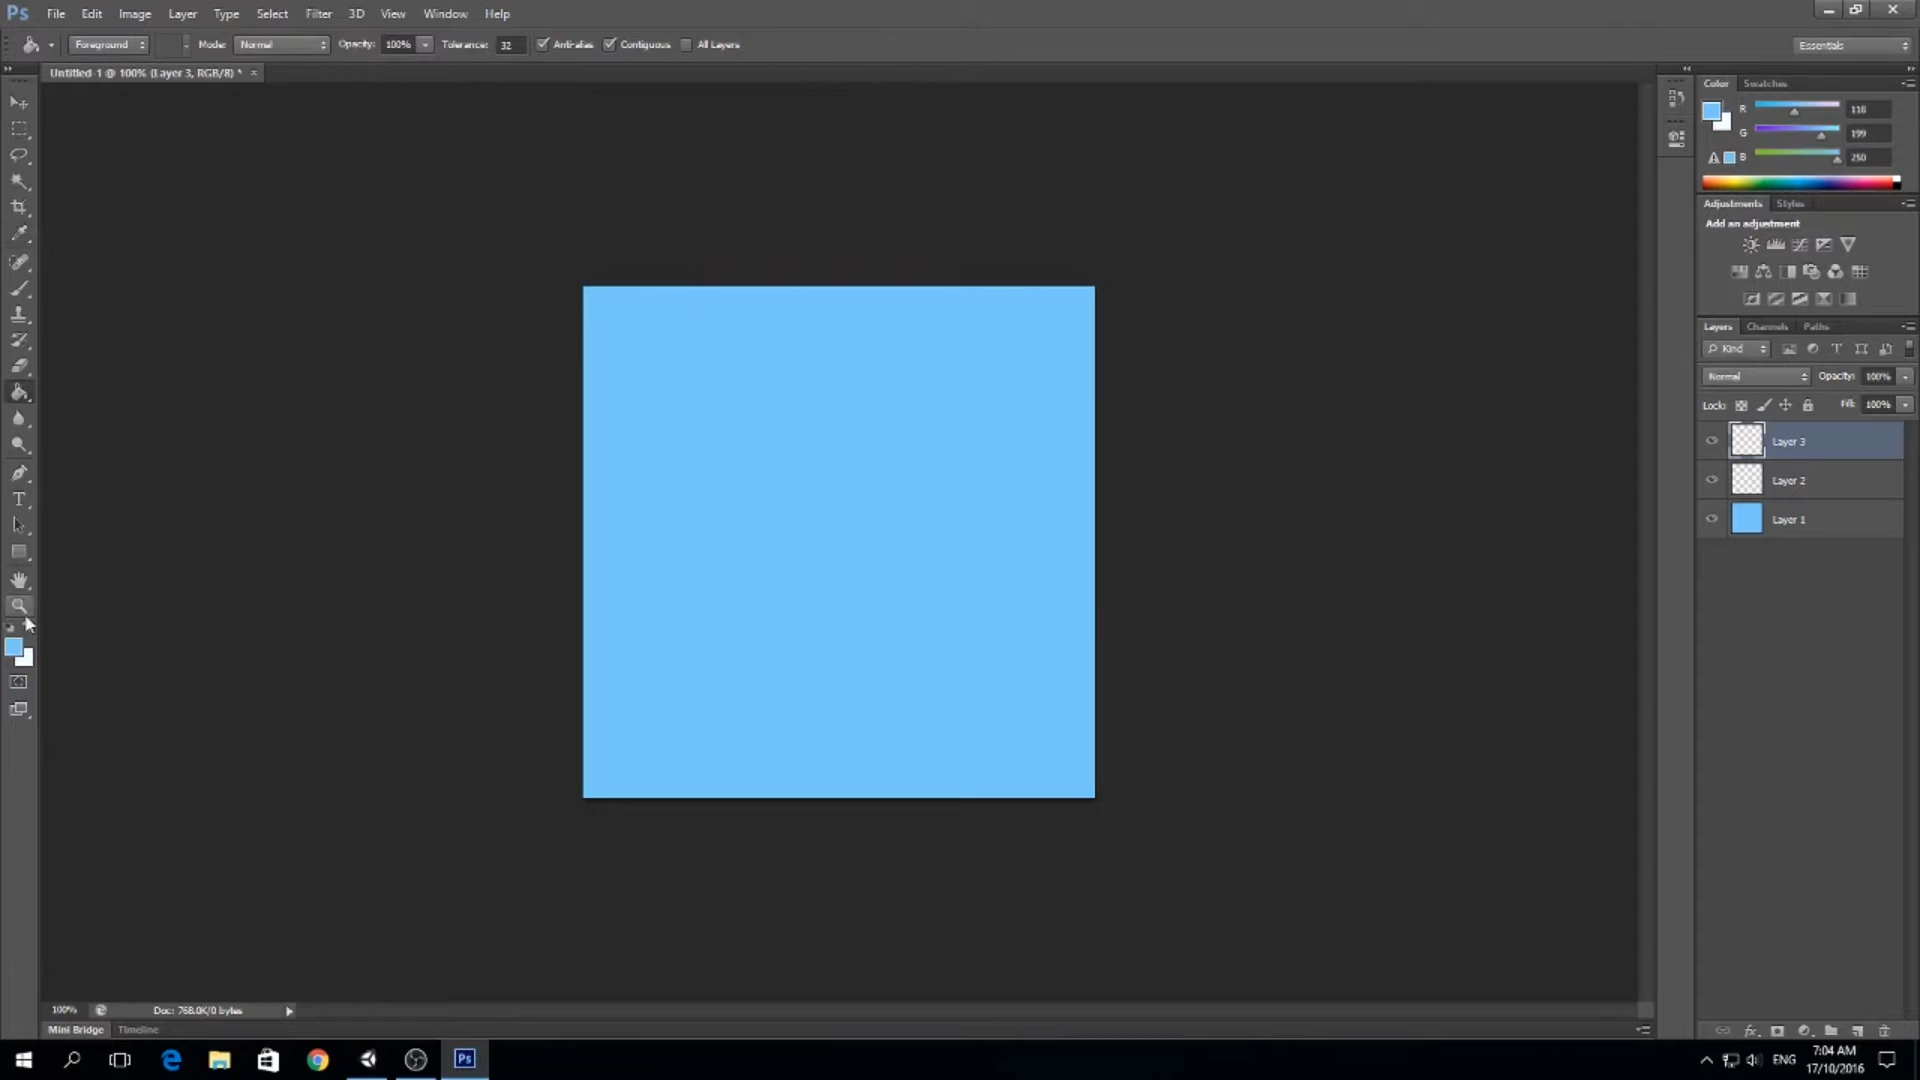 Ps File Edit Image Layer Type Select Filter 3D View Window Help
Foreground Mode: Normal Opacity: 100% Tolerance: 32 Anti-alias Contiguous All Layers Essentials
Untitled-1 @ 100% (Layer 3, RGB/8) * ×
Color Swatches
R 118
G 199
B 250
Adjustments Styles
Add an adjustment
Layers Channels Paths
Kind
Normal Opacity: 100%
Lock: Fill: 100%
Layer 3
Layer 2
Layer 1
100% Doc: 768.0K/0 bytes
Mini Bridge Timeline
Ps ENG 7:04 AM
17/10/2016